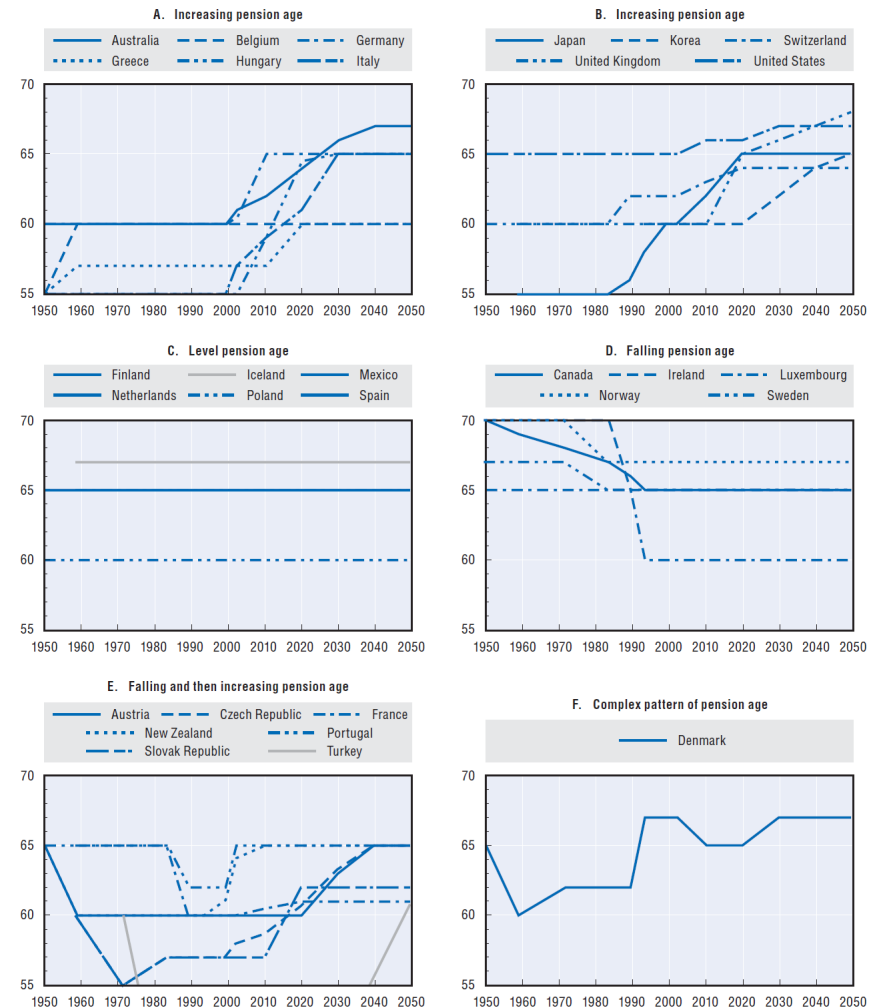 A. Increasing pension age
Australia Belgium Germany
Greece Hungary Italy
70
65
60
55
1950 1960 1970 1980 1990 2000 2010 2020 2030 2040 2050
B. Increasing pension age
Japan Korea Switzerland
United Kingdom United States
70
65
60
55
1950 1960 1970 1980 1990 2000 2010 2020 2030 2040 2050
C. Level pension age
Finland Iceland Mexico
Netherlands Poland Spain
70
65
60
55
1950 1960 1970 1980 1990 2000 2010 2020 2030 2040 2050
D. Falling pension age
Canada Ireland Luxembourg
Norway Sweden
70
65
60
55
1950 1960 1970 1980 1990 2000 2010 2020 2030 2040 2050
E. Falling and then increasing pension age
Austria Czech Republic France
New Zealand Portugal
Slovak Republic Turkey
70
65
60
55
1950 1960 1970 1980 1990 2000 2010 2020 2030 2040 2050
F. Complex pattern of pension age
Denmark
70
65
60
55
1950 1960 1970 1980 1990 2000 2010 2020 2030 2040 2050